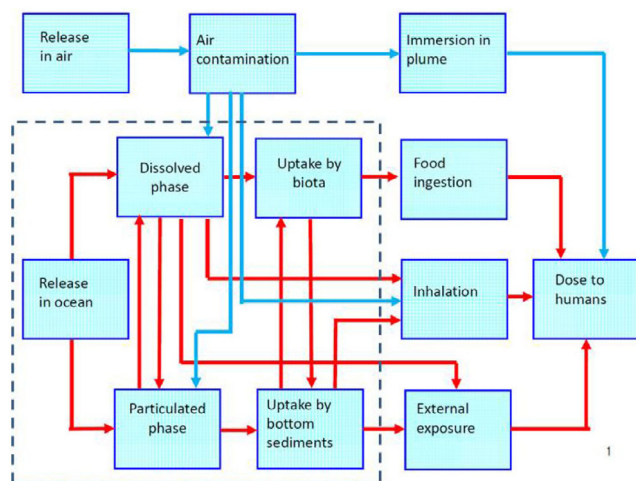 Release
in air
Air
contamination
Immersion in
plume
Dissolved
phase
Uptake by
biota
Food
ingestion
Release
in ocean
Inhalation
Dose to
humans
Particulated
phase
Uptake by
bottom
sediments
External
exposure
1